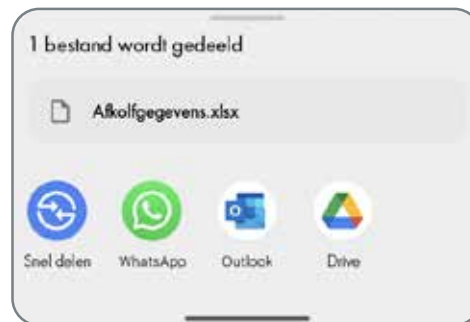 1 bestand wordt gedeeld
Afkolfgegevens.xlsx
Snel delen WhatsApp Outlook Drive